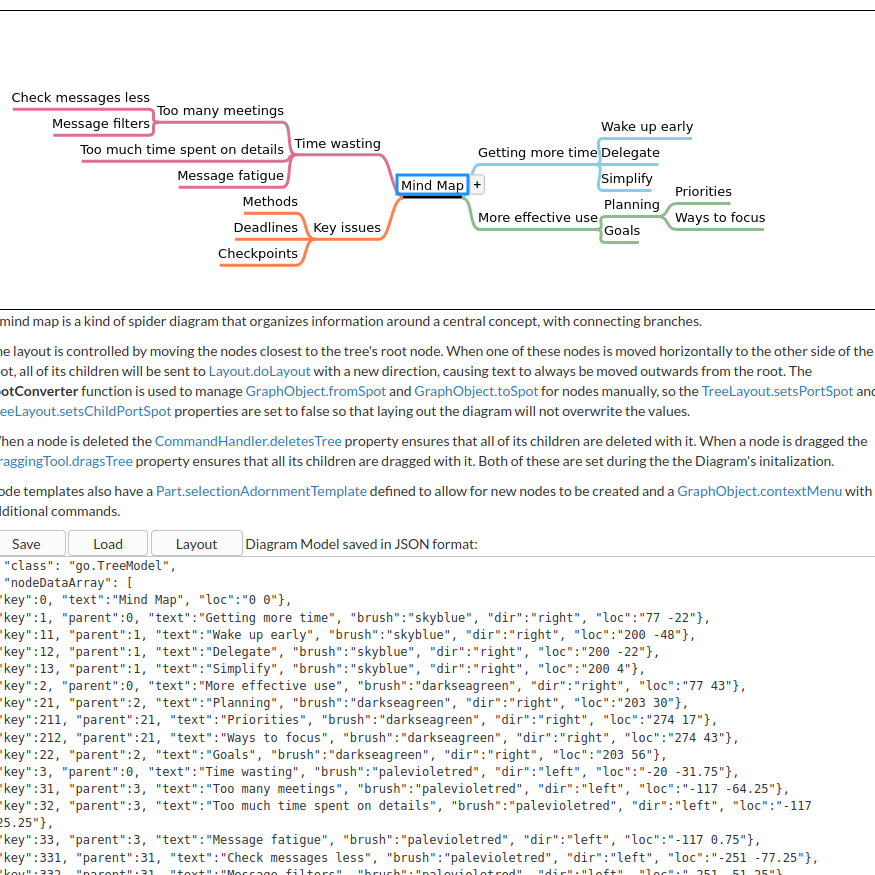 Check messages less
Too many meetings
Message filters
Time wasting
Too much time spent on details
Message fatigue
Methods
Deadlines
Key issues
Checkpoints
Mind Map
+
Wake up early
Getting more time
Delegate
Simplify
Priorities
Planning
More effective use
Ways to focus
Goals
mind map is a kind of spider diagram that organizes information around a central concept, with connecting branches.
ne layout is controlled by moving the nodes closest to the tree's root node. When one of these nodes is moved horizontally to the other side of the
ot, all of its children will be sent to Layout.doLayout with a new direction, causing text to always be moved outwards from the root. The
otConverter function is used to manage GraphObject.fromSpot and GraphObject.toSpot for nodes manually, so the TreeLayout.setsPortSpot and
eeLayout.setsChildPortSpot properties are set to false so that laying out the diagram will not overwrite the values.
hen a node is deleted the CommandHandler.deletesTree property ensures that all of its children are deleted with it. When a node is dragged the
raggingTool.dragsTree property ensures that all its children are dragged with it. Both of these are set during the the Diagram's initalization.
ode templates also have a Part.selectionAdornmentTemplate defined to allow for new nodes to be created and a GraphObject.contextMenu with
ditional commands.
Save Load Layout Diagram Model saved in JSON format:
"class": "go.TreeModel",
"nodeDataArray": [
"key":0, "text":"Mind Map", "loc":"0 0"},
"key":1, "parent":0, "text":"Getting more time", "brush":"skyblue", "dir":"right", "loc":"77 -22"},
"key":11, "parent":1, "text":"Wake up early", "brush":"skyblue", "dir":"right", "loc":"200 -48"},
"key":12, "parent":1, "text":"Delegate", "brush":"skyblue", "dir":"right", "loc":"200 -22"},
"key":13, "parent":1, "text":"Simplify", "brush":"skyblue", "dir":"right", "loc":"200 4"},
"key":2, "parent":0, "text":"More effective use", "brush":"darkseagreen", "dir":"right", "loc":"77 43"},
"key":21, "parent":2, "text":"Planning", "brush":"darkseagreen", "dir":"right", "loc":"203 30"},
"key":211, "parent":21, "text":"Priorities", "brush":"darkseagreen", "dir":"right", "loc":"274 17"},
"key":212, "parent":21, "text":"Ways to focus", "brush":"darkseagreen", "dir":"right", "loc":"274 43"},
"key":22, "parent":2, "text":"Goals", "brush":"darkseagreen", "dir":"right", "loc":"203 56"},
"key":3, "parent":0, "text":"Time wasting", "brush":"palevioletred", "dir":"left", "loc":"-20 -31.75"},
"key":31, "parent":3, "text":"Too many meetings", "brush":"palevioletred", "dir":"left", "loc":"-117 -64.25"},
"key":32, "parent":3, "text":"Too much time spent on details", "brush":"palevioletred", "dir":"left", "loc":"-117
25.25"},
"key":33, "parent":3, "text":"Message fatigue", "brush":"palevioletred", "dir":"left", "loc":"-117 0.75"},
"key":331, "parent":31, "text":"Check messages less", "brush":"palevioletred", "dir":"left", "loc":"-251 -77.25"},
"key":332, "parent":31, "text":"Message filters", "brush":"palevioletred", "dir":"left", "loc":"-251 -51.25"},